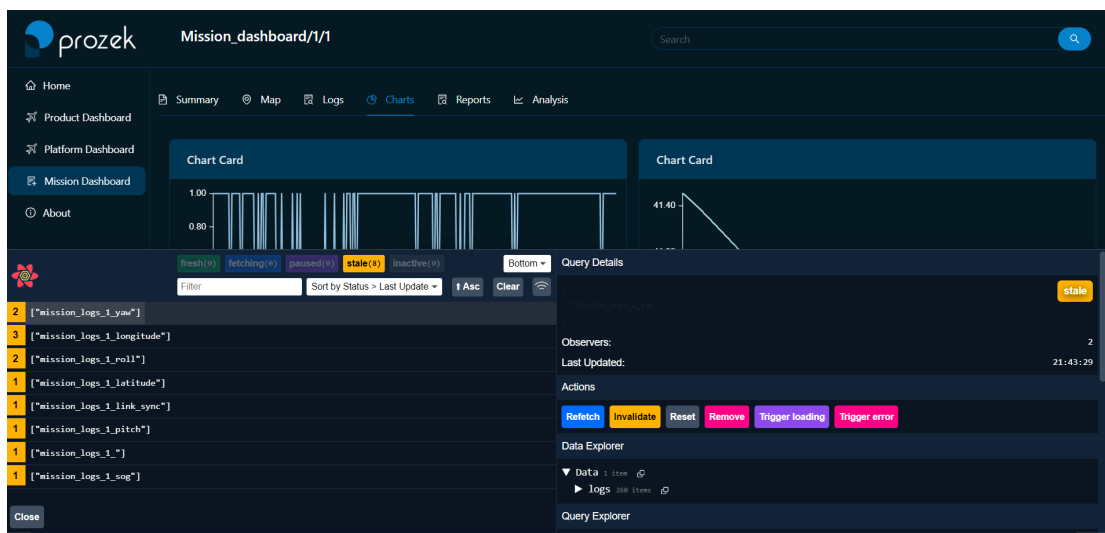 prozek
Mission_dashboard/1/1
Search
Home
Product Dashboard
Platform Dashboard
Mission Dashboard
About
Summary
Map
Logs
Charts
Reports
Analysis
Chart Card
1.00
0.80
Chart Card
41.40
fresh(0)
fetching(0)
paused(0)
stale(8)
inactive(0)
Bottom
Filter
Sort by Status > Last Update
Asc
Clear
2 ["mission_logs_1_yaw"]
3 ["mission_logs_1_longitude"]
2 ["mission_logs_1_roll"]
1 ["mission_logs_1_latitude"]
1 ["mission_logs_1_link_sync"]
1 ["mission_logs_1_pitch"]
1 ["mission_logs_1_"]
1 ["mission_logs_1_sog"]
Close
Query Details
[
"mission_logs_1_yaw"
]
stale
Observers: 2
Last Updated: 21:43:29
Actions
Refetch
Invalidate
Reset
Remove
Trigger loading
Trigger error
Data Explorer
Data 1 item
logs 260 items
Query Explorer